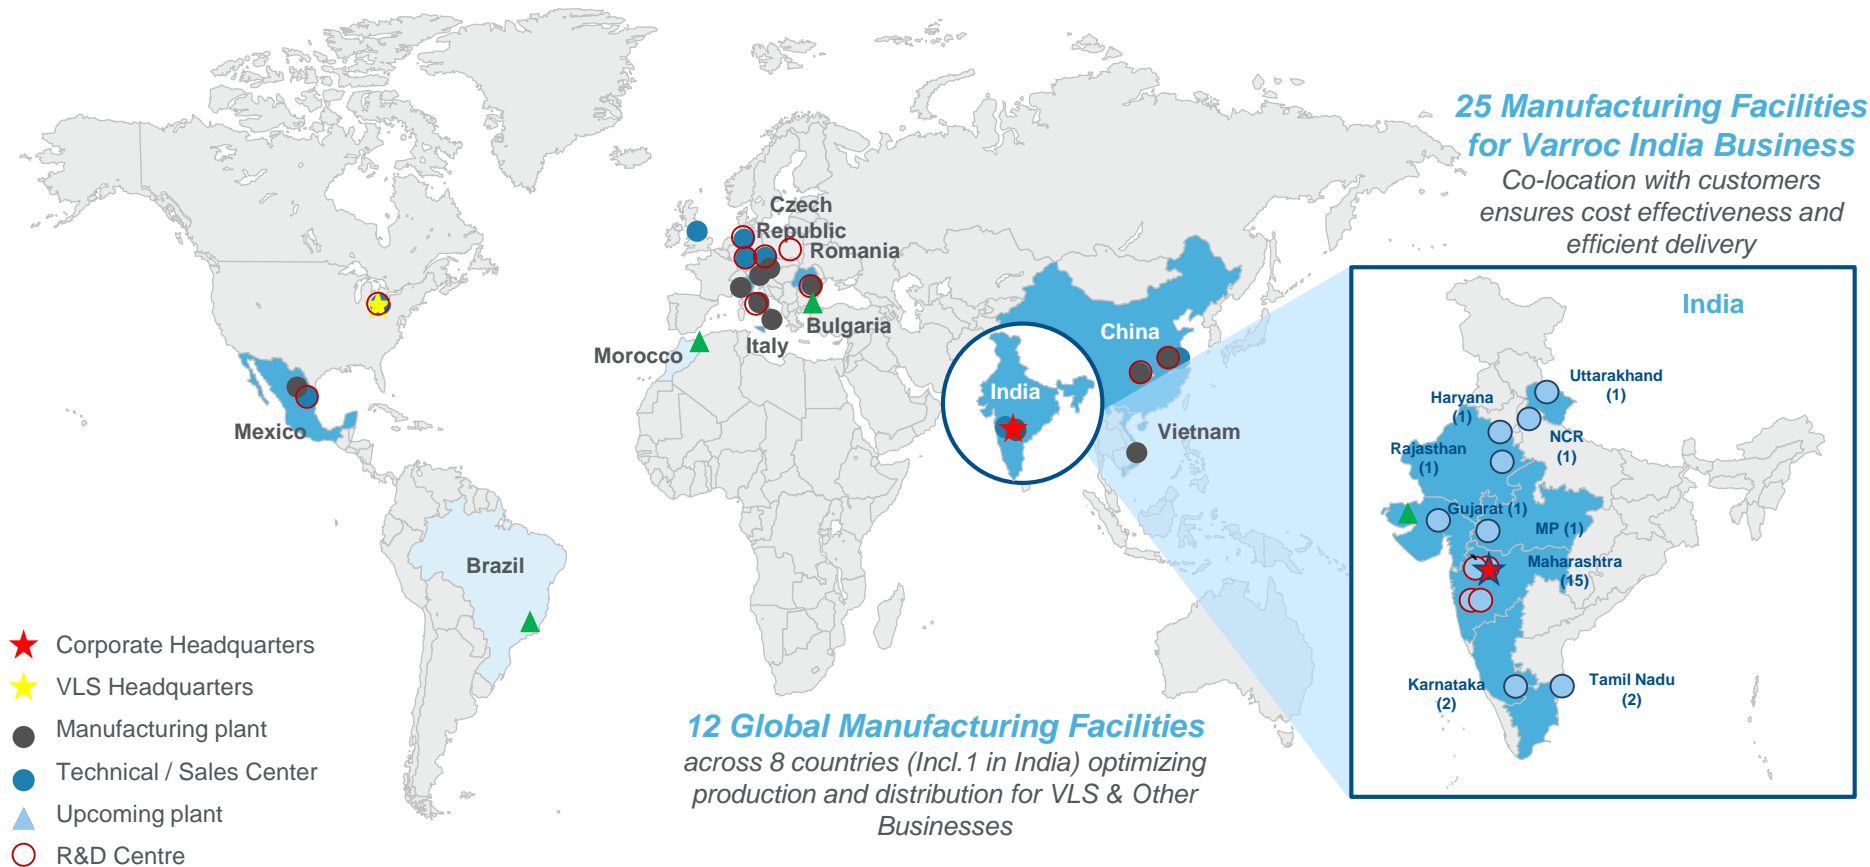 25 Manufacturing Facilities
for Varroc India Business
Co-location with customers
ensures cost effectiveness and
efficient delivery
Czech
Republic
Romania
Bulgaria
Italy
Morocco
Mexico
Brazil
China
India
Vietnam
India
Uttarakhand
(1)
Haryana
(1)
NCR
(1)
Rajasthan
(1)
Gujarat (1)
MP (1)
Maharashtra
(15)
Karnataka
(2)
Tamil Nadu
(2)
Corporate Headquarters
VLS Headquarters
Manufacturing plant
Technical / Sales Center
Upcoming plant
R&D Centre
12 Global Manufacturing Facilities
across 8 countries (Incl.1 in India) optimizing
production and distribution for VLS & Other
Businesses